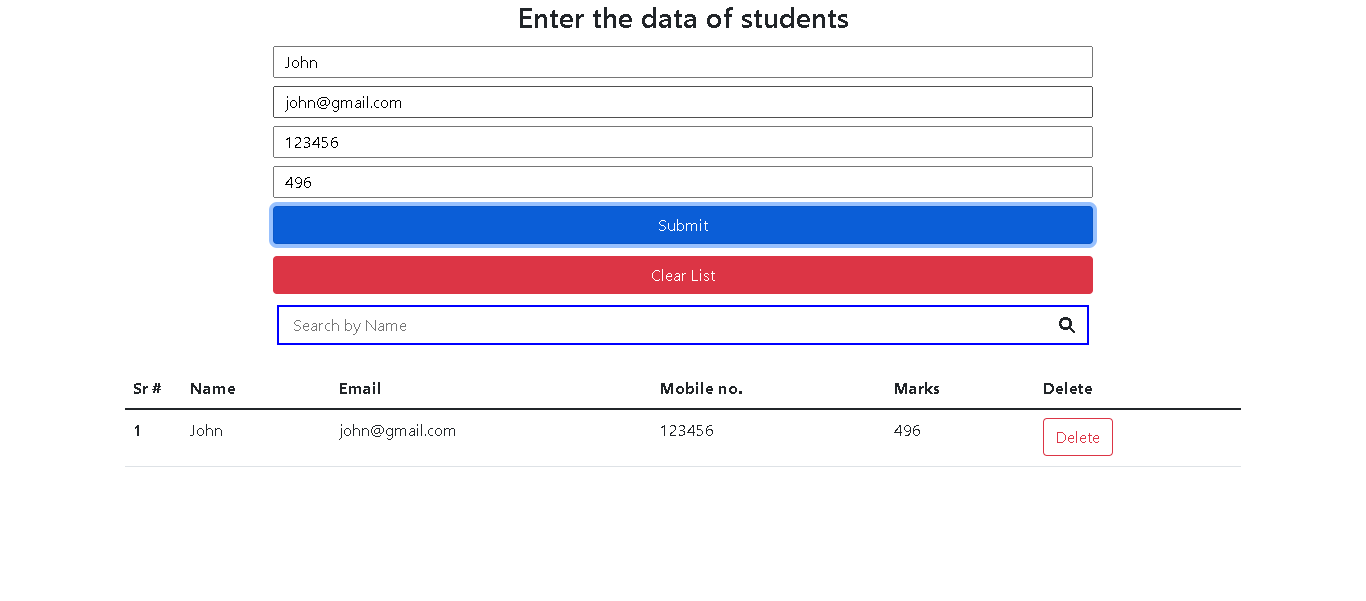 Enter the data of students
John
john@gmail.com
123456
496
Submit
Clear List
Search by Name
Sr # Name Email Mobile no. Marks Delete
1 John john@gmail.com 123456 496 Delete